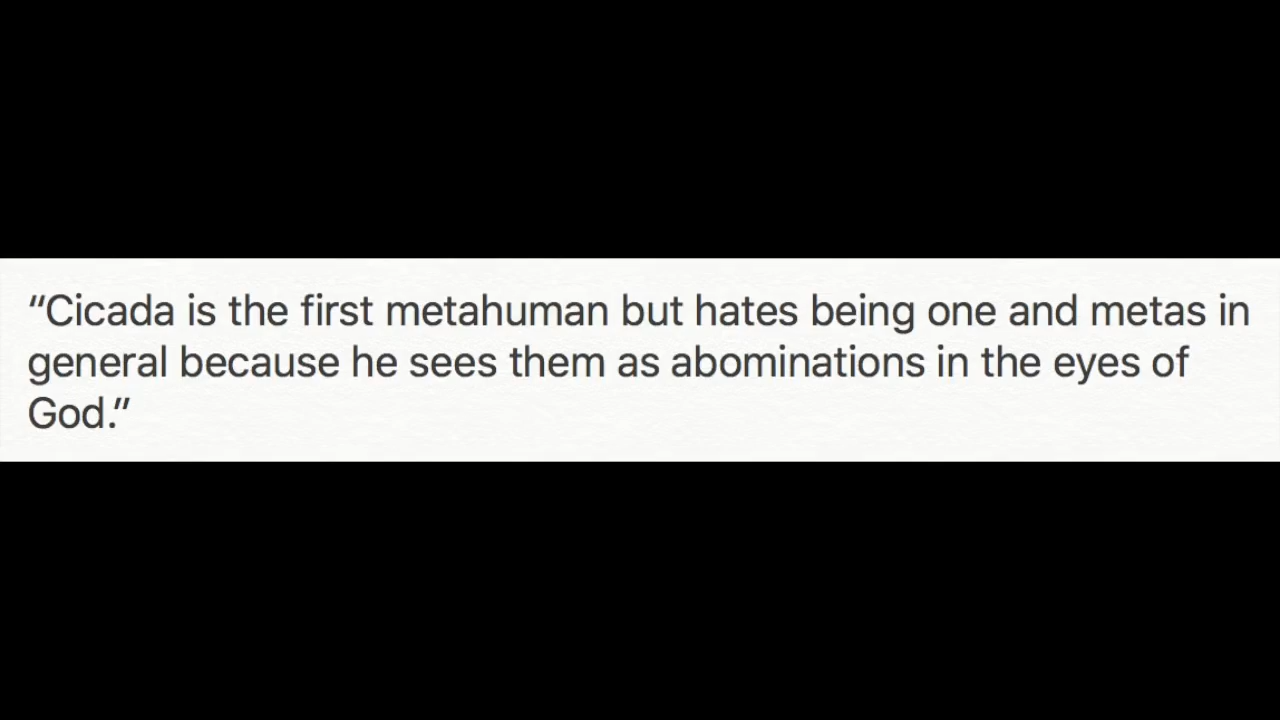 “Cicada is the first metahuman but hates being one and metas in
general because he sees them as abominations in the eyes of
God.”